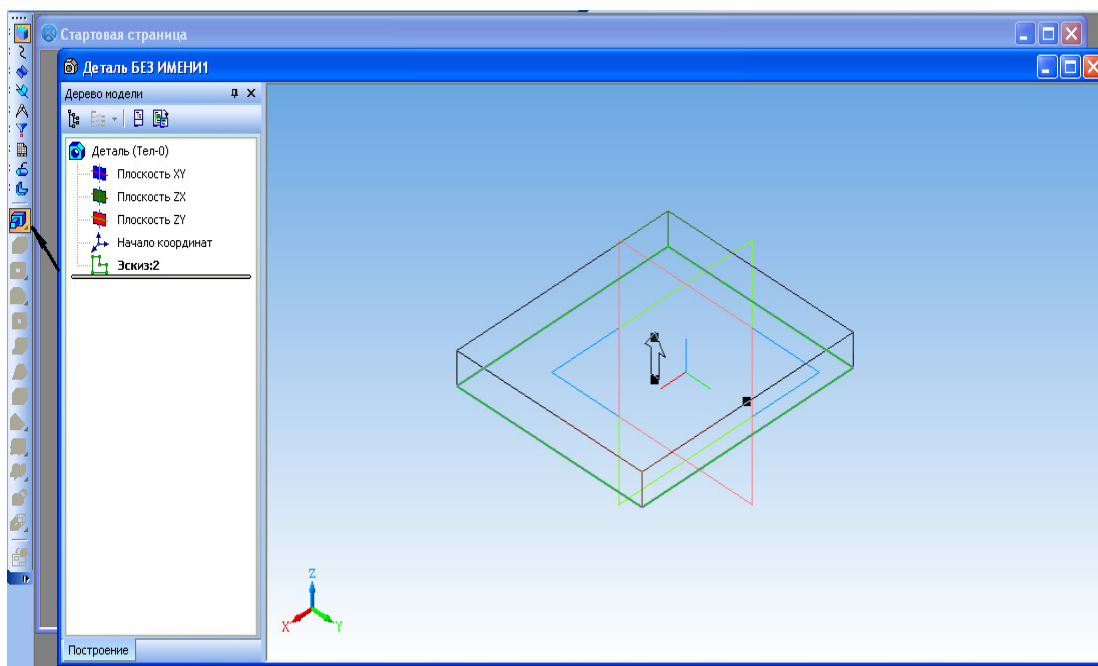 Стартовая страница
Деталь БЕЗ ИМЕНИ1
Дерево модели
Деталь (Тел-0)
Плоскость XY
Плоскость ZX
Плоскость ZY
Начало координат
Эскиз:2
Z
X
Y
Построение